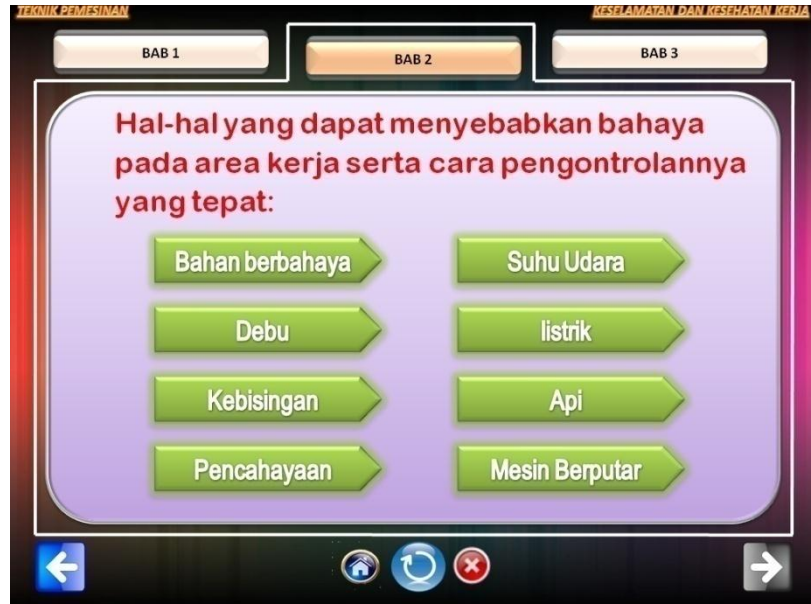 TEKNIK PEMESINAN
KESELAMATAN DAN KESEHATAN KERJA
BAB 1
BAB 2
BAB 3
Hal-hal yang dapat menyebabkan bahaya
pada area kerja serta cara pengontrolannya
yang tepat:
Bahan berbahaya
Suhu Udara
Debu
listrik
Kebisingan
Api
Pencahayaan
Mesin Berputar